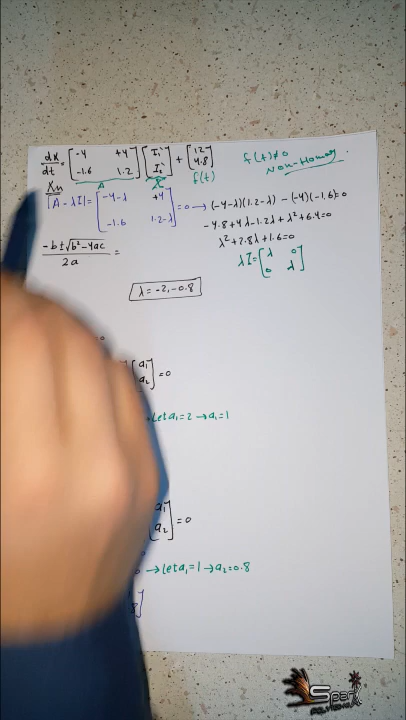 dX/dt = [-4 +4; -1.6 1.2] [I₁'; I₂'] + [12; 4.8] f(t)≠0
A X f(t) Non-Homog
Xn
|A - λI| = [-4-λ +4; -1.6 1.2-λ] = 0 → (-4-λ)(1.2-λ) - (-4)(-1.6)=0
-4.8+4λ-1.2λ+λ²+6.4=0
λ²+2.8λ+1.6=0
-b±√b²-4ac / 2a =
λI=[λ 0; 0 λ]
λ = -2, -0.8
[a₁; a₂] =0
Let a₁=2 → a₁=1
[a₁; a₂] =0
→ Let a₁=1 → a₂=0.8
8]
Spark